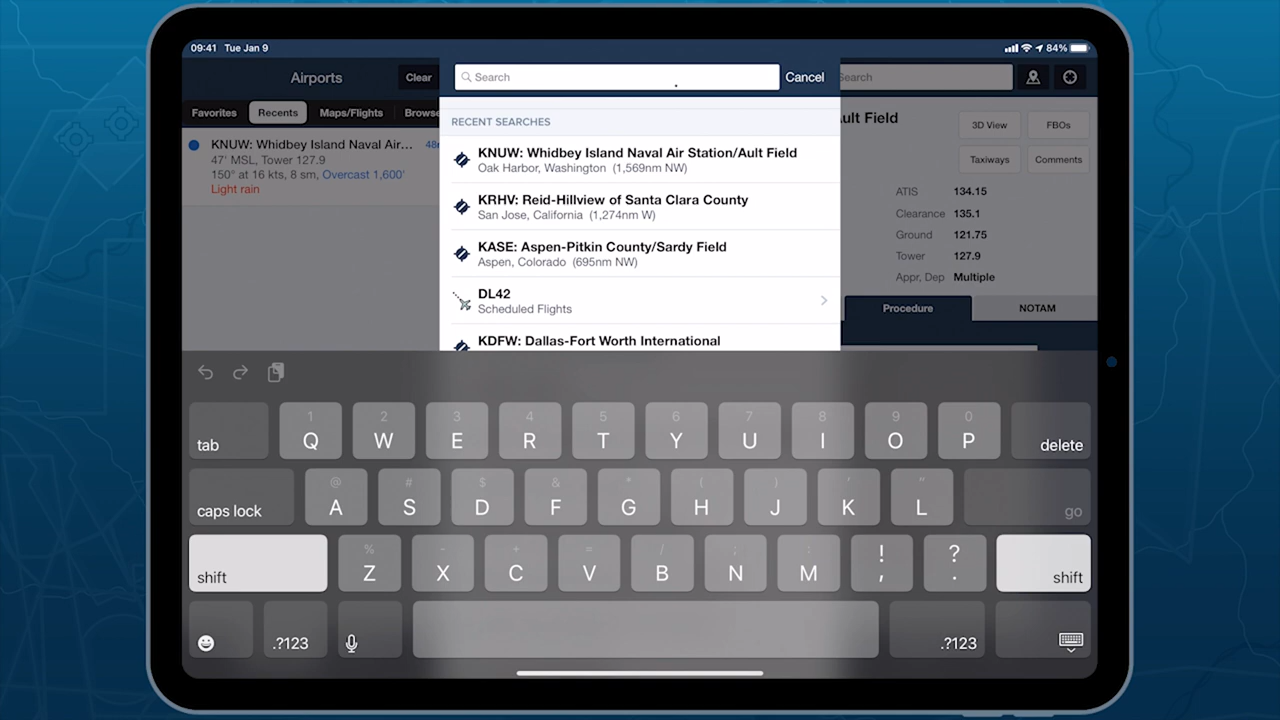 09:41 Tue Jan 9
84%
Airports
Clear
Search
Cancel
Search
Favorites
Recents
Maps/Flights
Browse
KNUW: Whidbey Island Naval Air...
47' MSL, Tower 127.9
150° at 16 kts, 8 sm, Overcast 1,600'
Light rain
RECENT SEARCHES
KNUW: Whidbey Island Naval Air Station/Ault Field
Oak Harbor, Washington (1,569nm NW)
KRHV: Reid-Hillview of Santa Clara County
San Jose, California (1,274nm W)
KASE: Aspen-Pitkin County/Sardy Field
Aspen, Colorado (695nm NW)
DL42
Scheduled Flights
KDFW: Dallas-Fort Worth International
Ault Field
3D View
FBOs
Taxiways
Comments
ATIS 134.15
Clearance 135.1
Ground 121.75
Tower 127.9
Appr, Dep Multiple
Procedure
NOTAM
1 2 3 4 5 6 7 8 9 0
tab Q W E R T Y U I O P delete
@ # $ & * ( ) ' "
caps lock A S D F G H J K L go
% - + = / ; : ! ?
shift Z X C V B N M , . shift
.?123 .?123